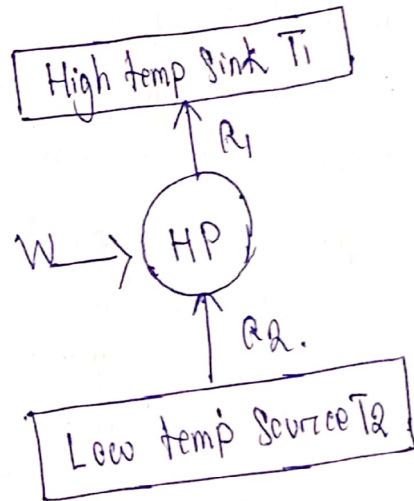 High temp Sink T1
Q1
W
HP
Q2.
Low temp Source T2